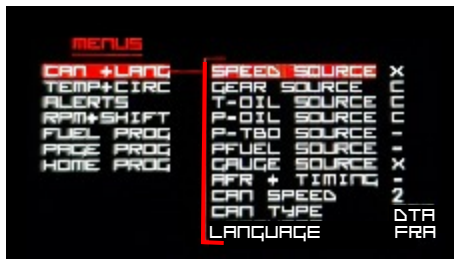 MENUS
CAN +LANG
TEMP+CIRC
ALERTS
RPM+SHIFT
FUEL PROG
PAGE PROG
HOME PROG
SPEED SOURCE X
GEAR SOURCE C
T-OIL SOURCE C
P-OIL SOURCE C
P-TBO SOURCE -
PFUEL SOURCE -
GAUGE SOURCE X
AFR + TIMING -
CAN SPEED 2
CAN TYPE DTA
LANGUAGE FRA